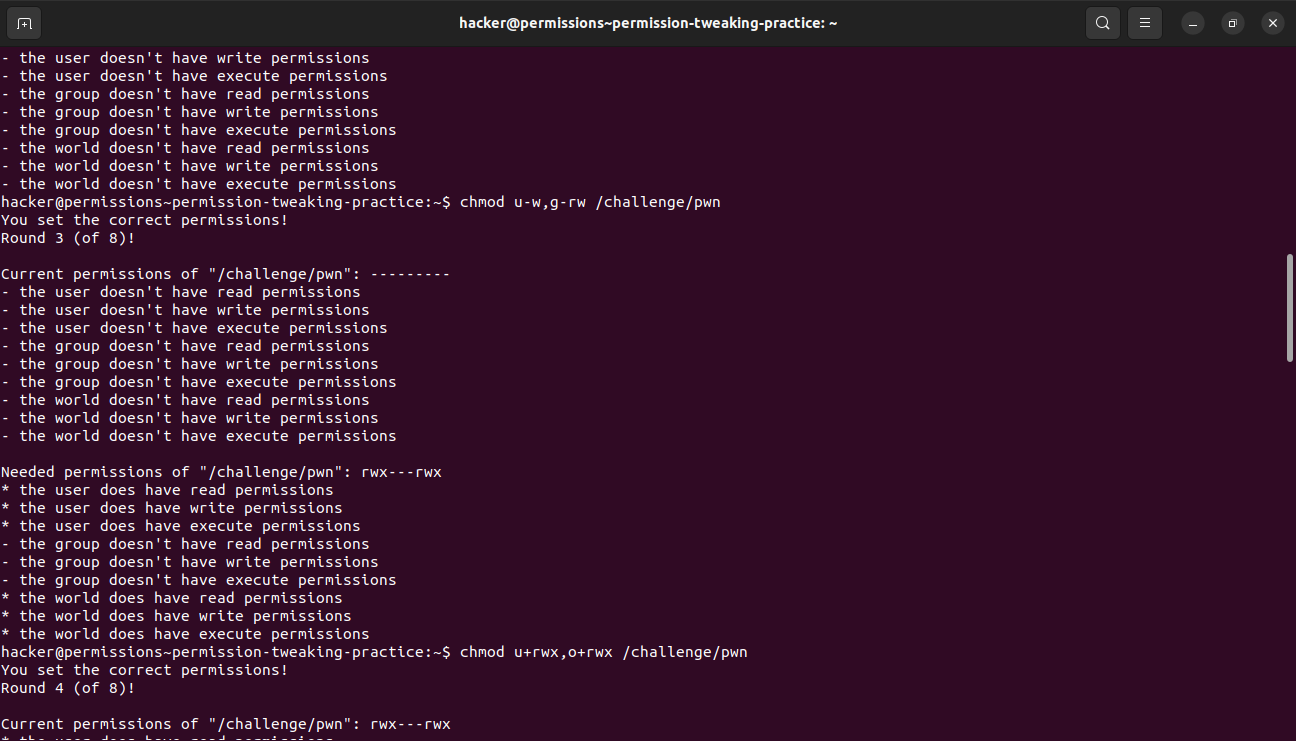 hacker@permissions~permission-tweaking-practice: ~
- the user doesn't have write permissions
- the user doesn't have execute permissions
- the group doesn't have read permissions
- the group doesn't have write permissions
- the group doesn't have execute permissions
- the world doesn't have read permissions
- the world doesn't have write permissions
- the world doesn't have execute permissions
hacker@permissions~permission-tweaking-practice:~$ chmod u-w,g-rw /challenge/pwn
You set the correct permissions!
Round 3 (of 8)!
Current permissions of "/challenge/pwn": ---------
- the user doesn't have read permissions
- the user doesn't have write permissions
- the user doesn't have execute permissions
- the group doesn't have read permissions
- the group doesn't have write permissions
- the group doesn't have execute permissions
- the world doesn't have read permissions
- the world doesn't have write permissions
- the world doesn't have execute permissions
Needed permissions of "/challenge/pwn": rwx---rwx
* the user does have read permissions
* the user does have write permissions
* the user does have execute permissions
- the group doesn't have read permissions
- the group doesn't have write permissions
- the group doesn't have execute permissions
* the world does have read permissions
* the world does have write permissions
* the world does have execute permissions
hacker@permissions~permission-tweaking-practice:~$ chmod u+rwx,o+rwx /challenge/pwn
You set the correct permissions!
Round 4 (of 8)!
Current permissions of "/challenge/pwn": rwx---rwx
* the user does have read permissions